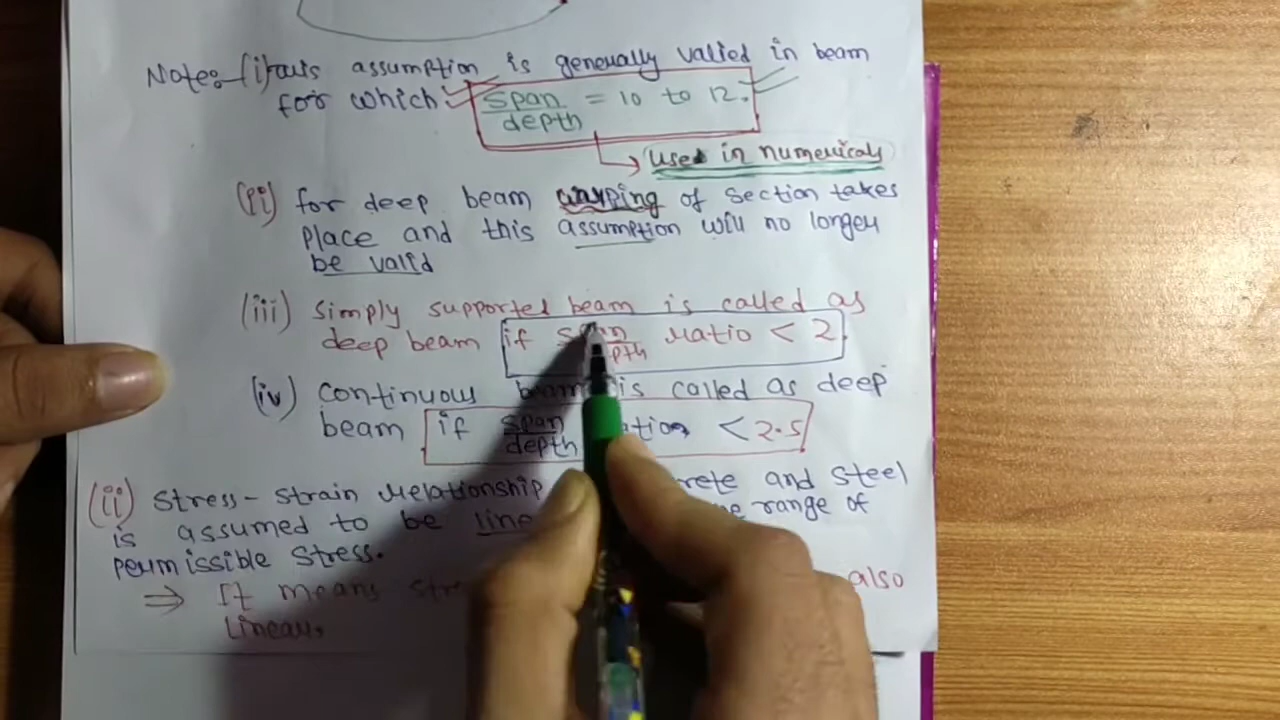 Note:- (i) This assumption is generally valied in beam
for which span/depth = 10 to 12.
used in numericals
(ii) for deep beam warping of section takes
place and this assumption will no longer
be valid
(iii) simply supported beam is called as
deep beam if span ratio < 2
(iv) continuous is called as deep
beam if span/depth < 2.5
(ii) Stress-strain relationship and steel
is assumed to be range of
permissible stress.
⇒ It means also
linear.